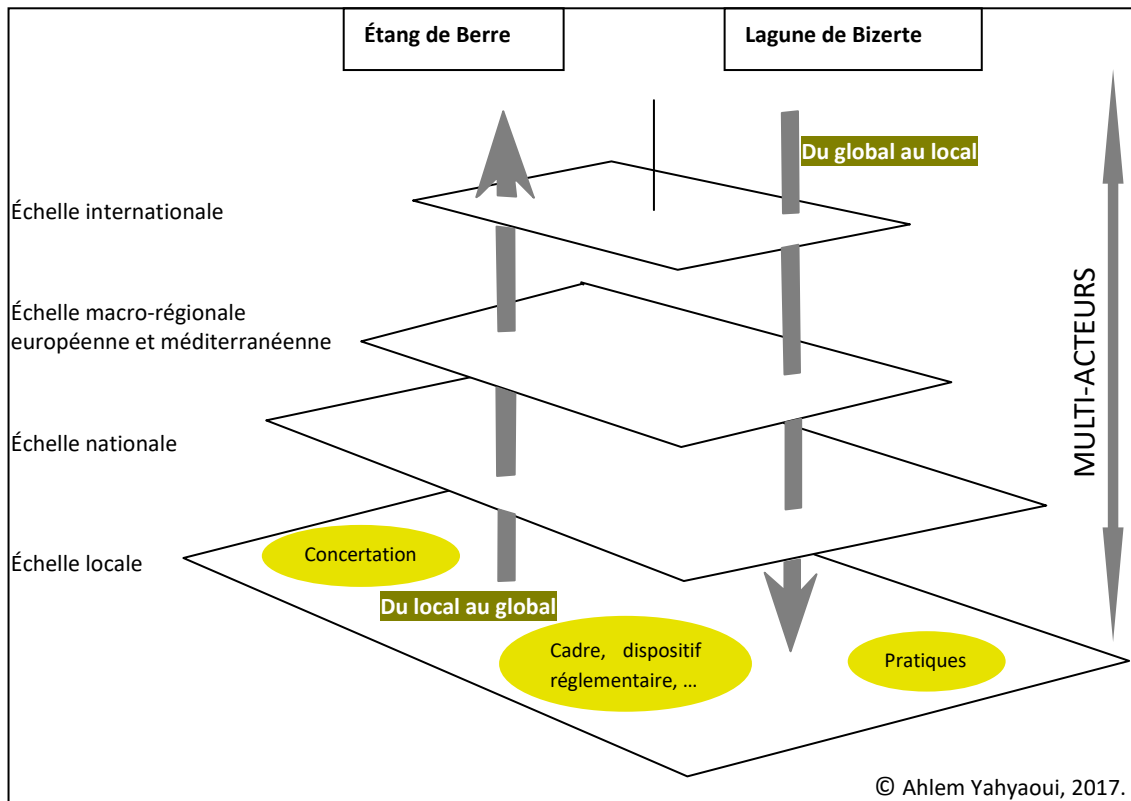 Étang de Berre
Lagune de Bizerte
Du global au local
Échelle internationale
Échelle macro-régionale
européenne et méditerranéenne
MULTI-ACTEURS
Échelle nationale
Échelle locale
Concertation
Du local au global
Cadre, dispositif
réglementaire, ...
Pratiques
© Ahlem Yahyaoui, 2017.